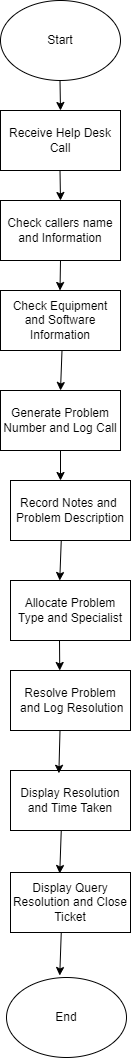 Start
Receive Help Desk
Call
Check callers name
and Information
Check Equipment
and Software
Information
Generate Problem
Number and Log Call
Record Notes and
Problem Description
Allocate Problem
Type and Specialist
Resolve Problem
and Log Resolution
Display Resolution
and Time Taken
Display Query
Resolution and Close
Ticket
End